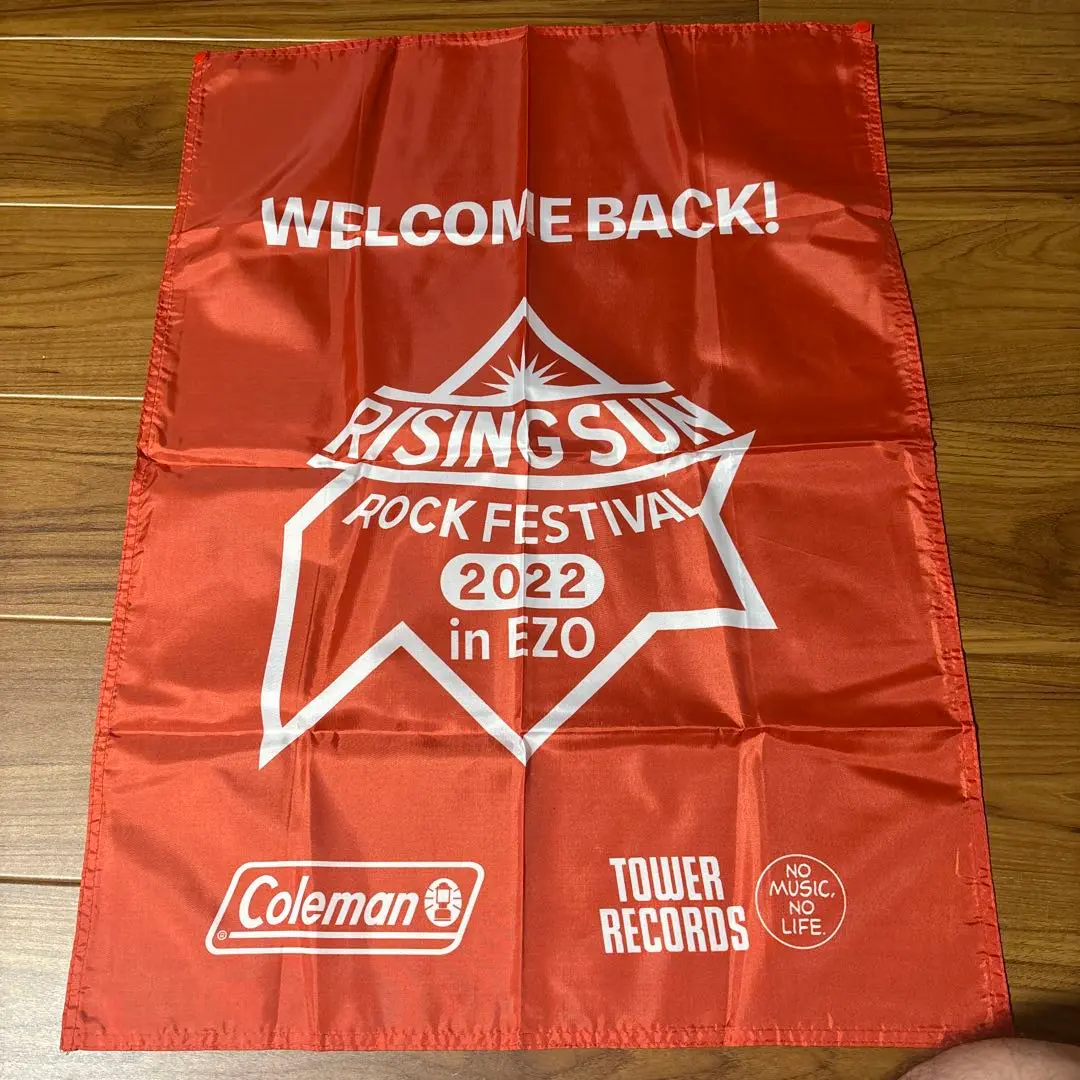 WELCOME BACK!
RISING SUN
ROCK FESTIVAL
2022
in EZO
Coleman
®
TOWER
RECORDS
NO
MUSIC,
NO
LIFE.